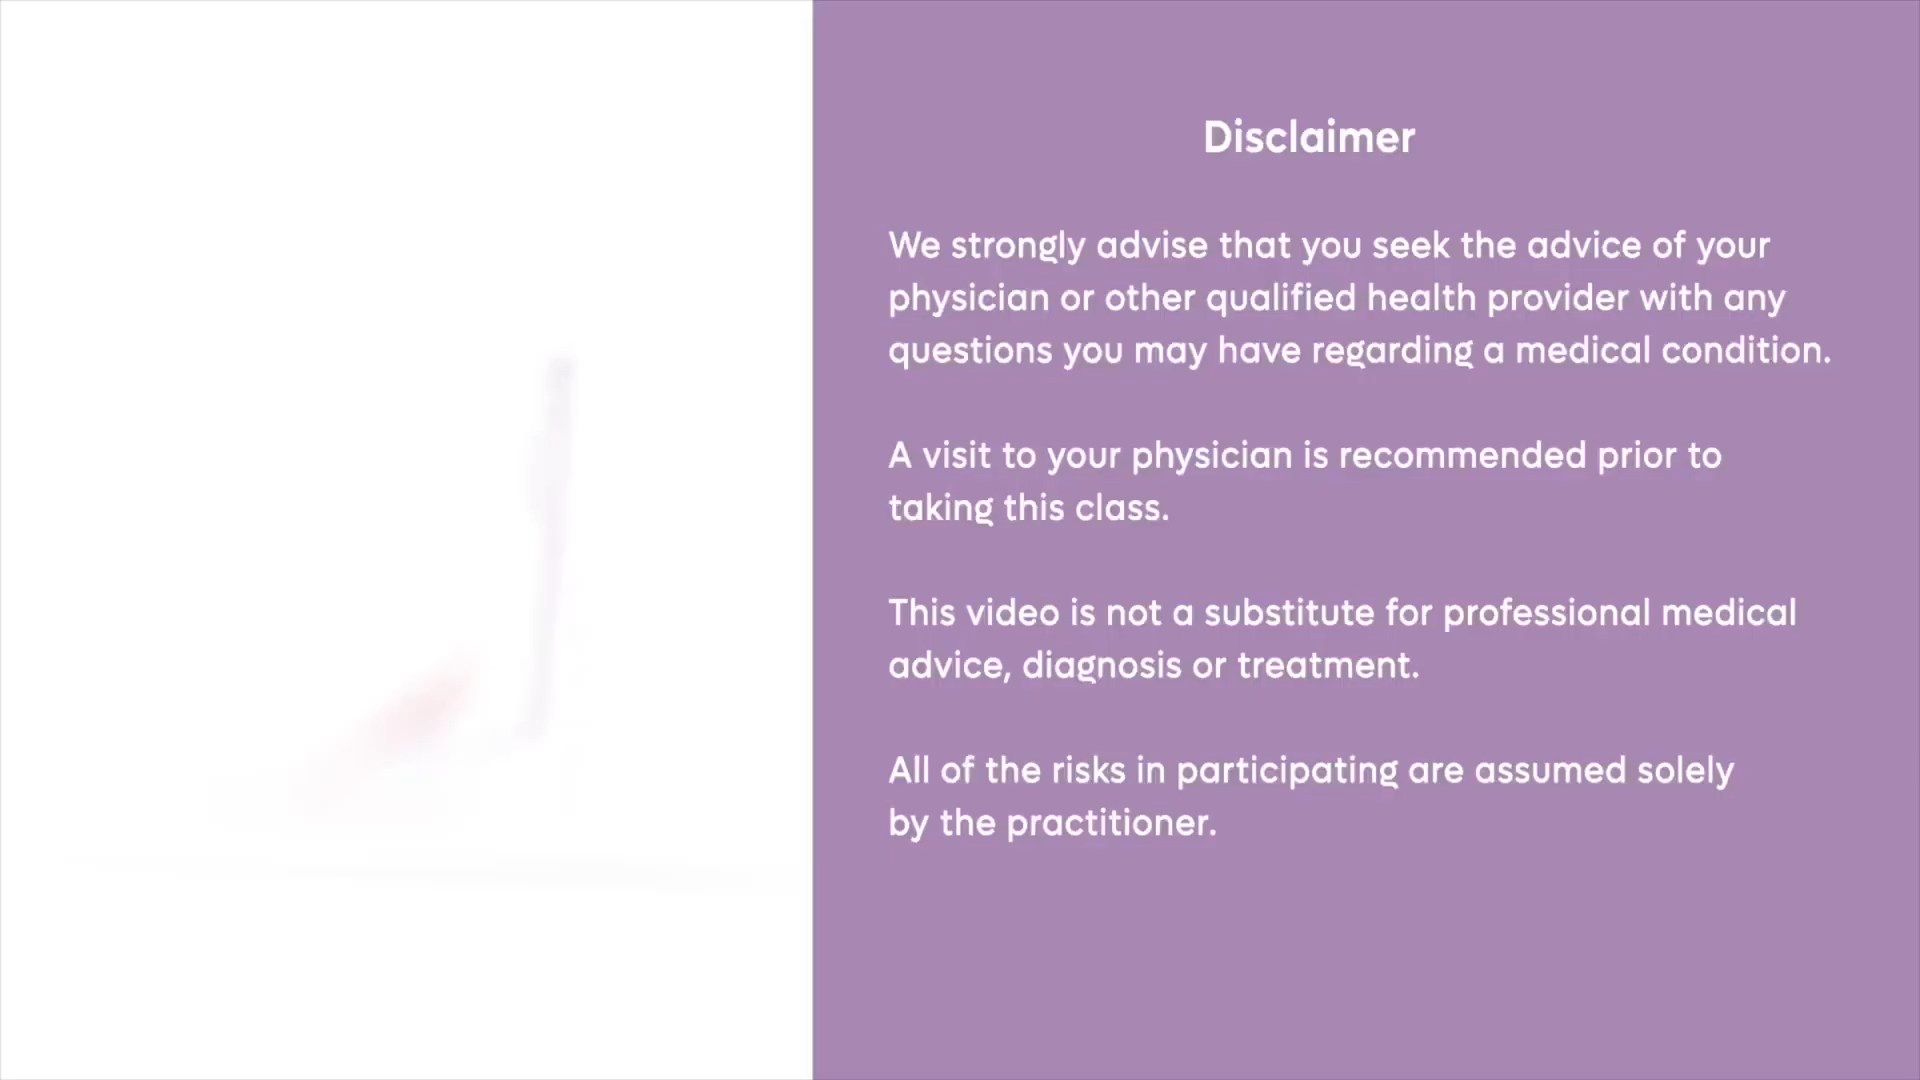 Disclaimer
We strongly advise that you seek the advice of your
physician or other qualified health provider with any
questions you may have regarding a medical condition.
A visit to your physician is recommended prior to
taking this class.
This video is not a substitute for professional medical
advice, diagnosis or treatment.
All of the risks in participating are assumed solely
by the practitioner.